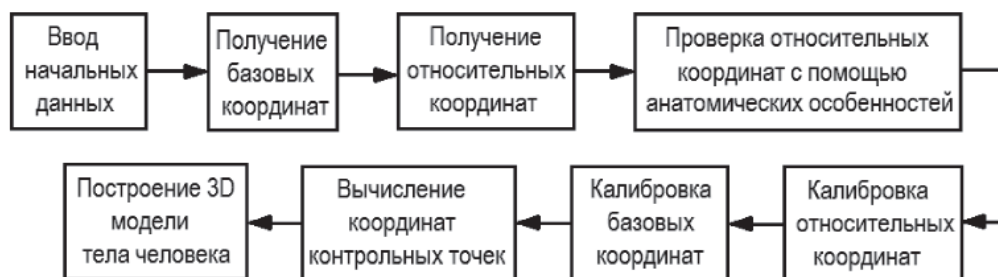 Ввод
начальных
данных
Получение
базовых
координат
Получение
относительных
координат
Проверка относительных
координат с помощью
анатомических особенностей
Калибровка
относительных
координат
Калибровка
базовых
координат
Вычисление
координат
контрольных точек
Построение 3D
модели
тела человека